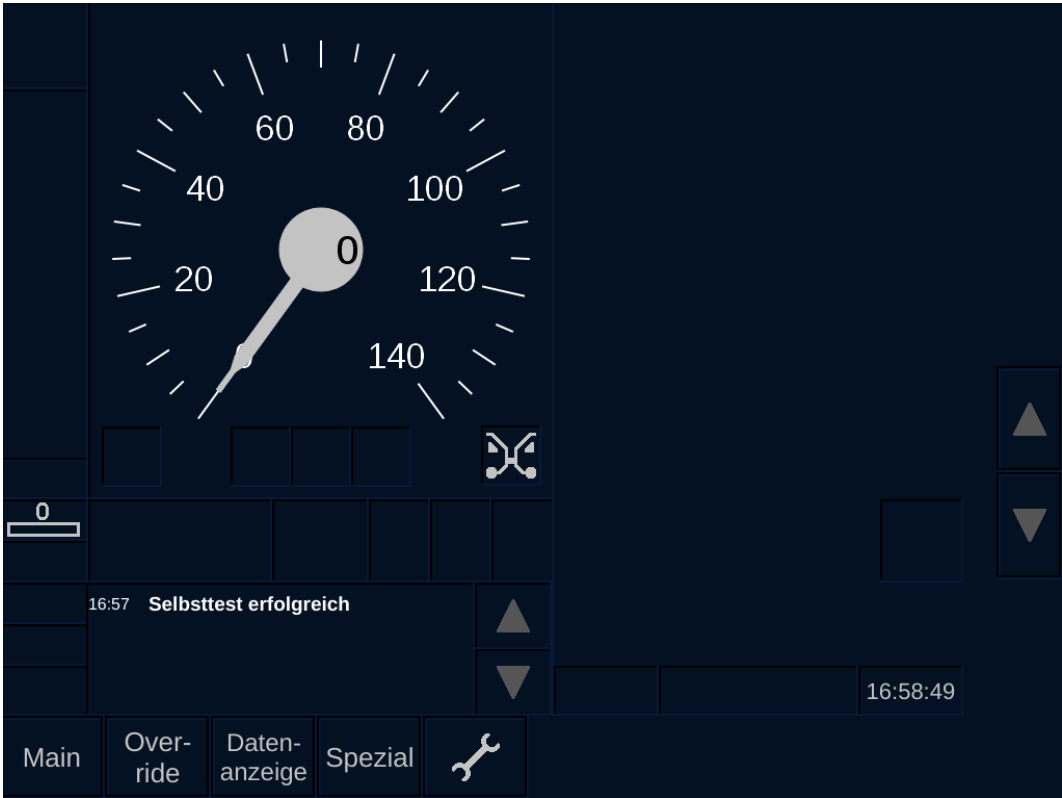 60 80
40 100
0
20 120
0 140
0
16:57 Selbsttest erfolgreich
16:58:49
Main
Over-
ride
Daten-
anzeige
Spezial